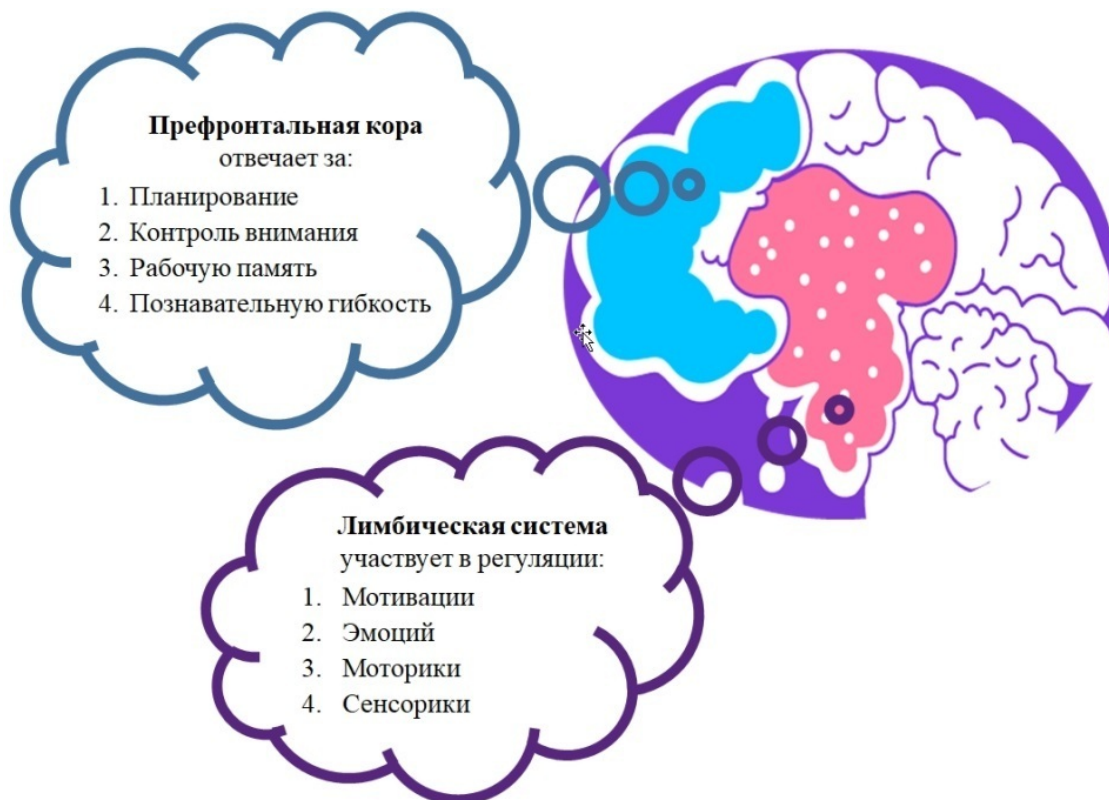 Префронтальная кора
отвечает за:
1. Планирование
2. Контроль внимания
3. Рабочую память
4. Познавательную гибкость
Лимбическая система
участвует в регуляции:
1. Мотивации
2. Эмоций
3. Моторики
4. Сенсорики